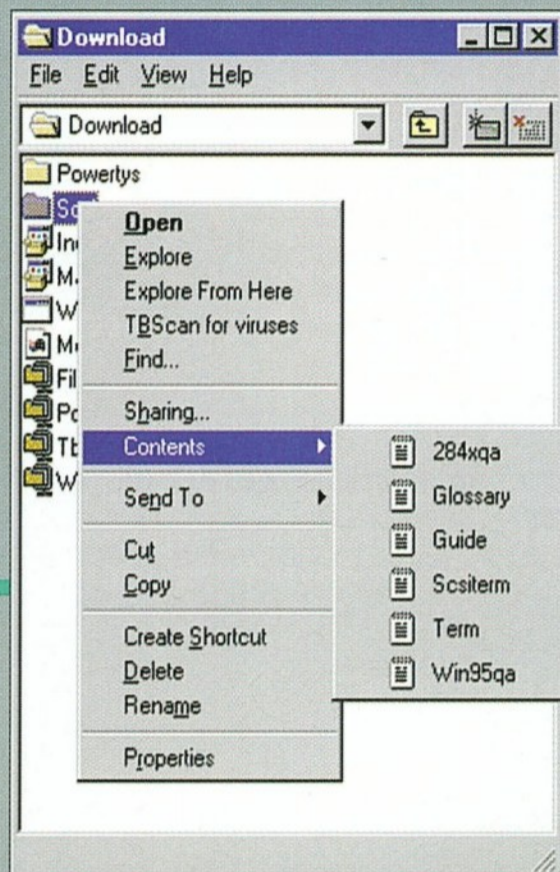 Download
File Edit View Help
Download
Powertys
Open
Explore
Explore From Here
TBScan for viruses
Find...
Sharing...
Contents
284xqa
Glossary
Send To
Guide
Cut
Scsiterm
Copy
Term
Create Shortcut
Win95qa
Delete
Rename
Properties